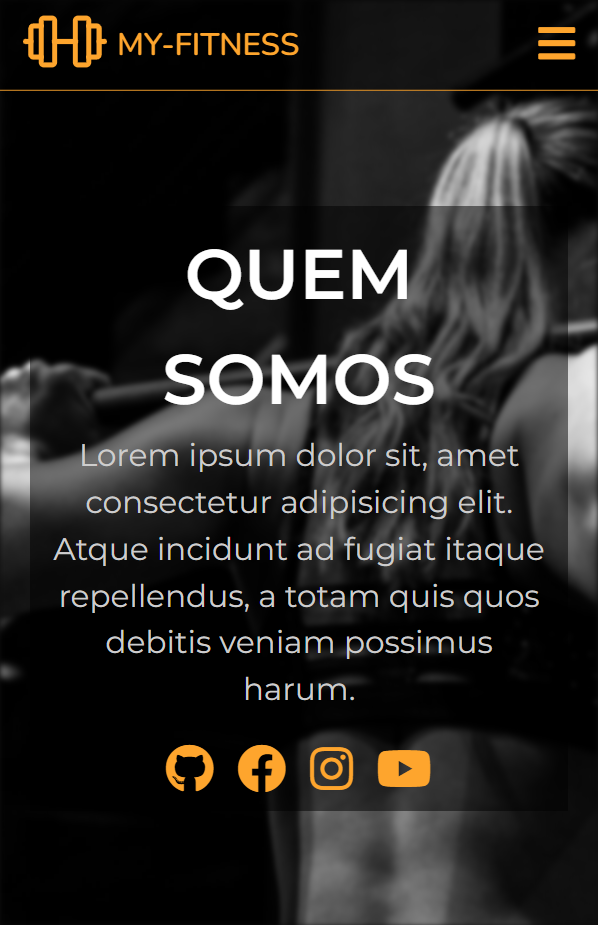 MY-FITNESS
QUEM
SOMOS
Lorem ipsum dolor sit, amet
consectetur adipisicing elit.
Atque incidunt ad fugiat itaque
repellendus, a totam quis quos
debitis veniam possimus
harum.